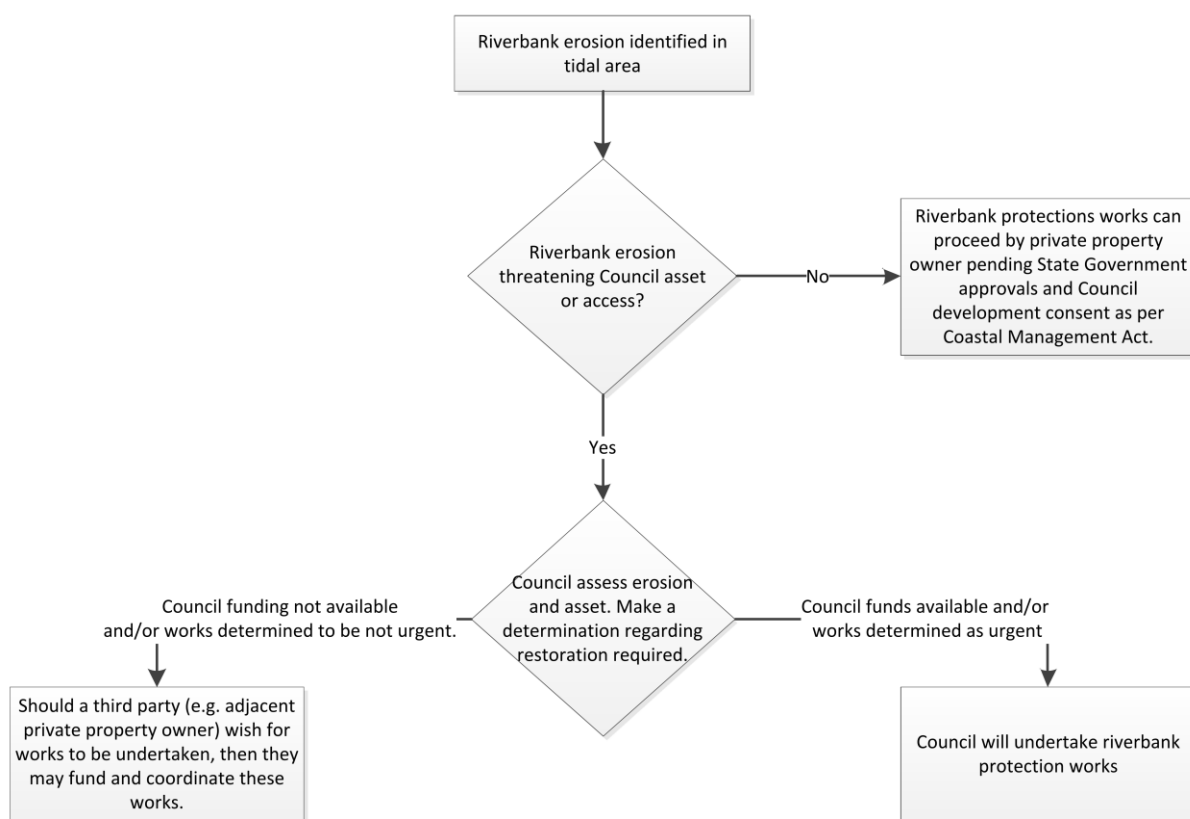 Riverbank erosion identified in
tidal area
Riverbank erosion
threatening Council asset
or access?
No
Riverbank protections works can
proceed by private property
owner pending State Government
approvals and Council
development consent as per
Coastal Management Act.
Yes
Council assess erosion
and asset. Make a
determination regarding
restoration required.
Council funding not available
and/or works determined to be not urgent.
Council funds available and/or
works determined as urgent
Should a third party (e.g. adjacent
private property owner) wish for
works to be undertaken, then they
may fund and coordinate these
works.
Council will undertake riverbank
protection works